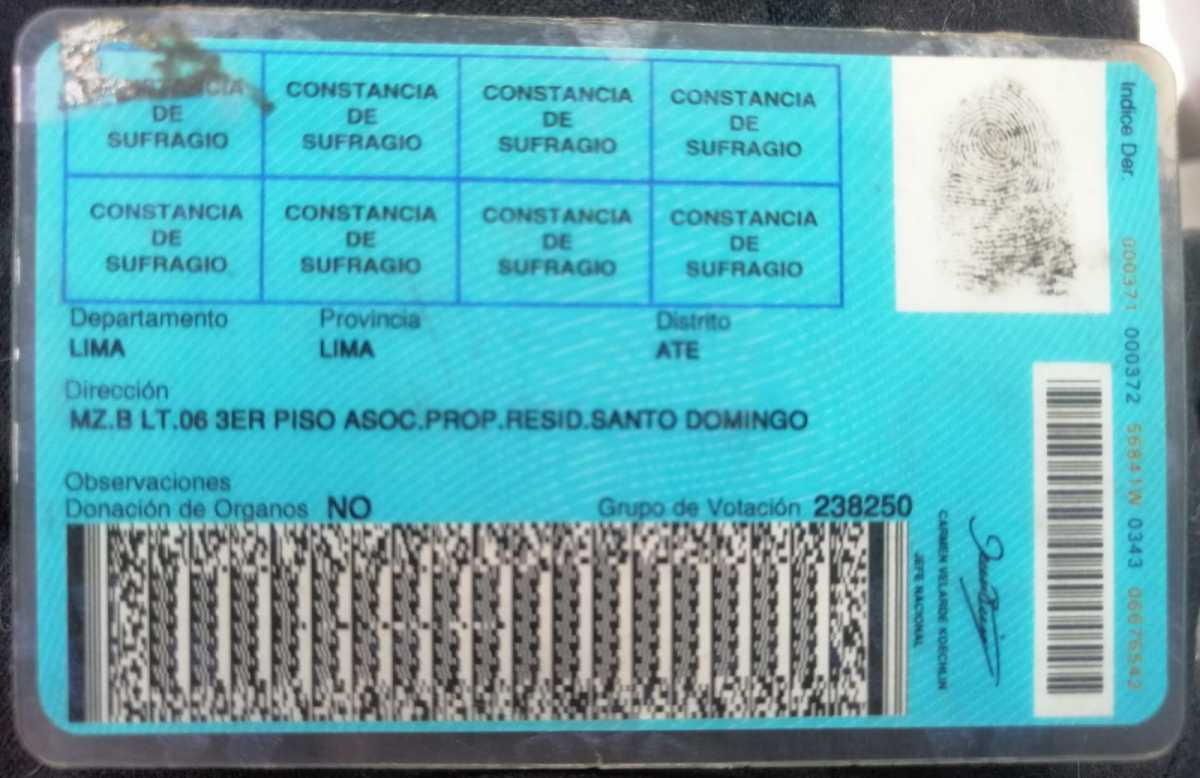 DE
SUFRAGIO
CONSTANCIA
DE
SUFRAGIO
CONSTANCIA
DE
SUFRAGIO
CONSTANCIA
DE
SUFRAGIO
CONSTANCIA
DE
SUFRAGIO
CONSTANCIA
DE
SUFRAGIO
CONSTANCIA
DE
SUFRAGIO
CONSTANCIA
DE
SUFRAGIO
Departamento Provincia Distrito
LIMA LIMA ATE
Dirección
MZ.B LT.06 3ER PISO ASOC.PROP.RESID.SANTO DOMINGO
Observaciones
Donación de Organos NO Grupo de Votación 238250
CARMEN VELARDE KOECHLIN
JEFE NACIONAL
Indice Der. 000371 000372 56841W 0343 06676542